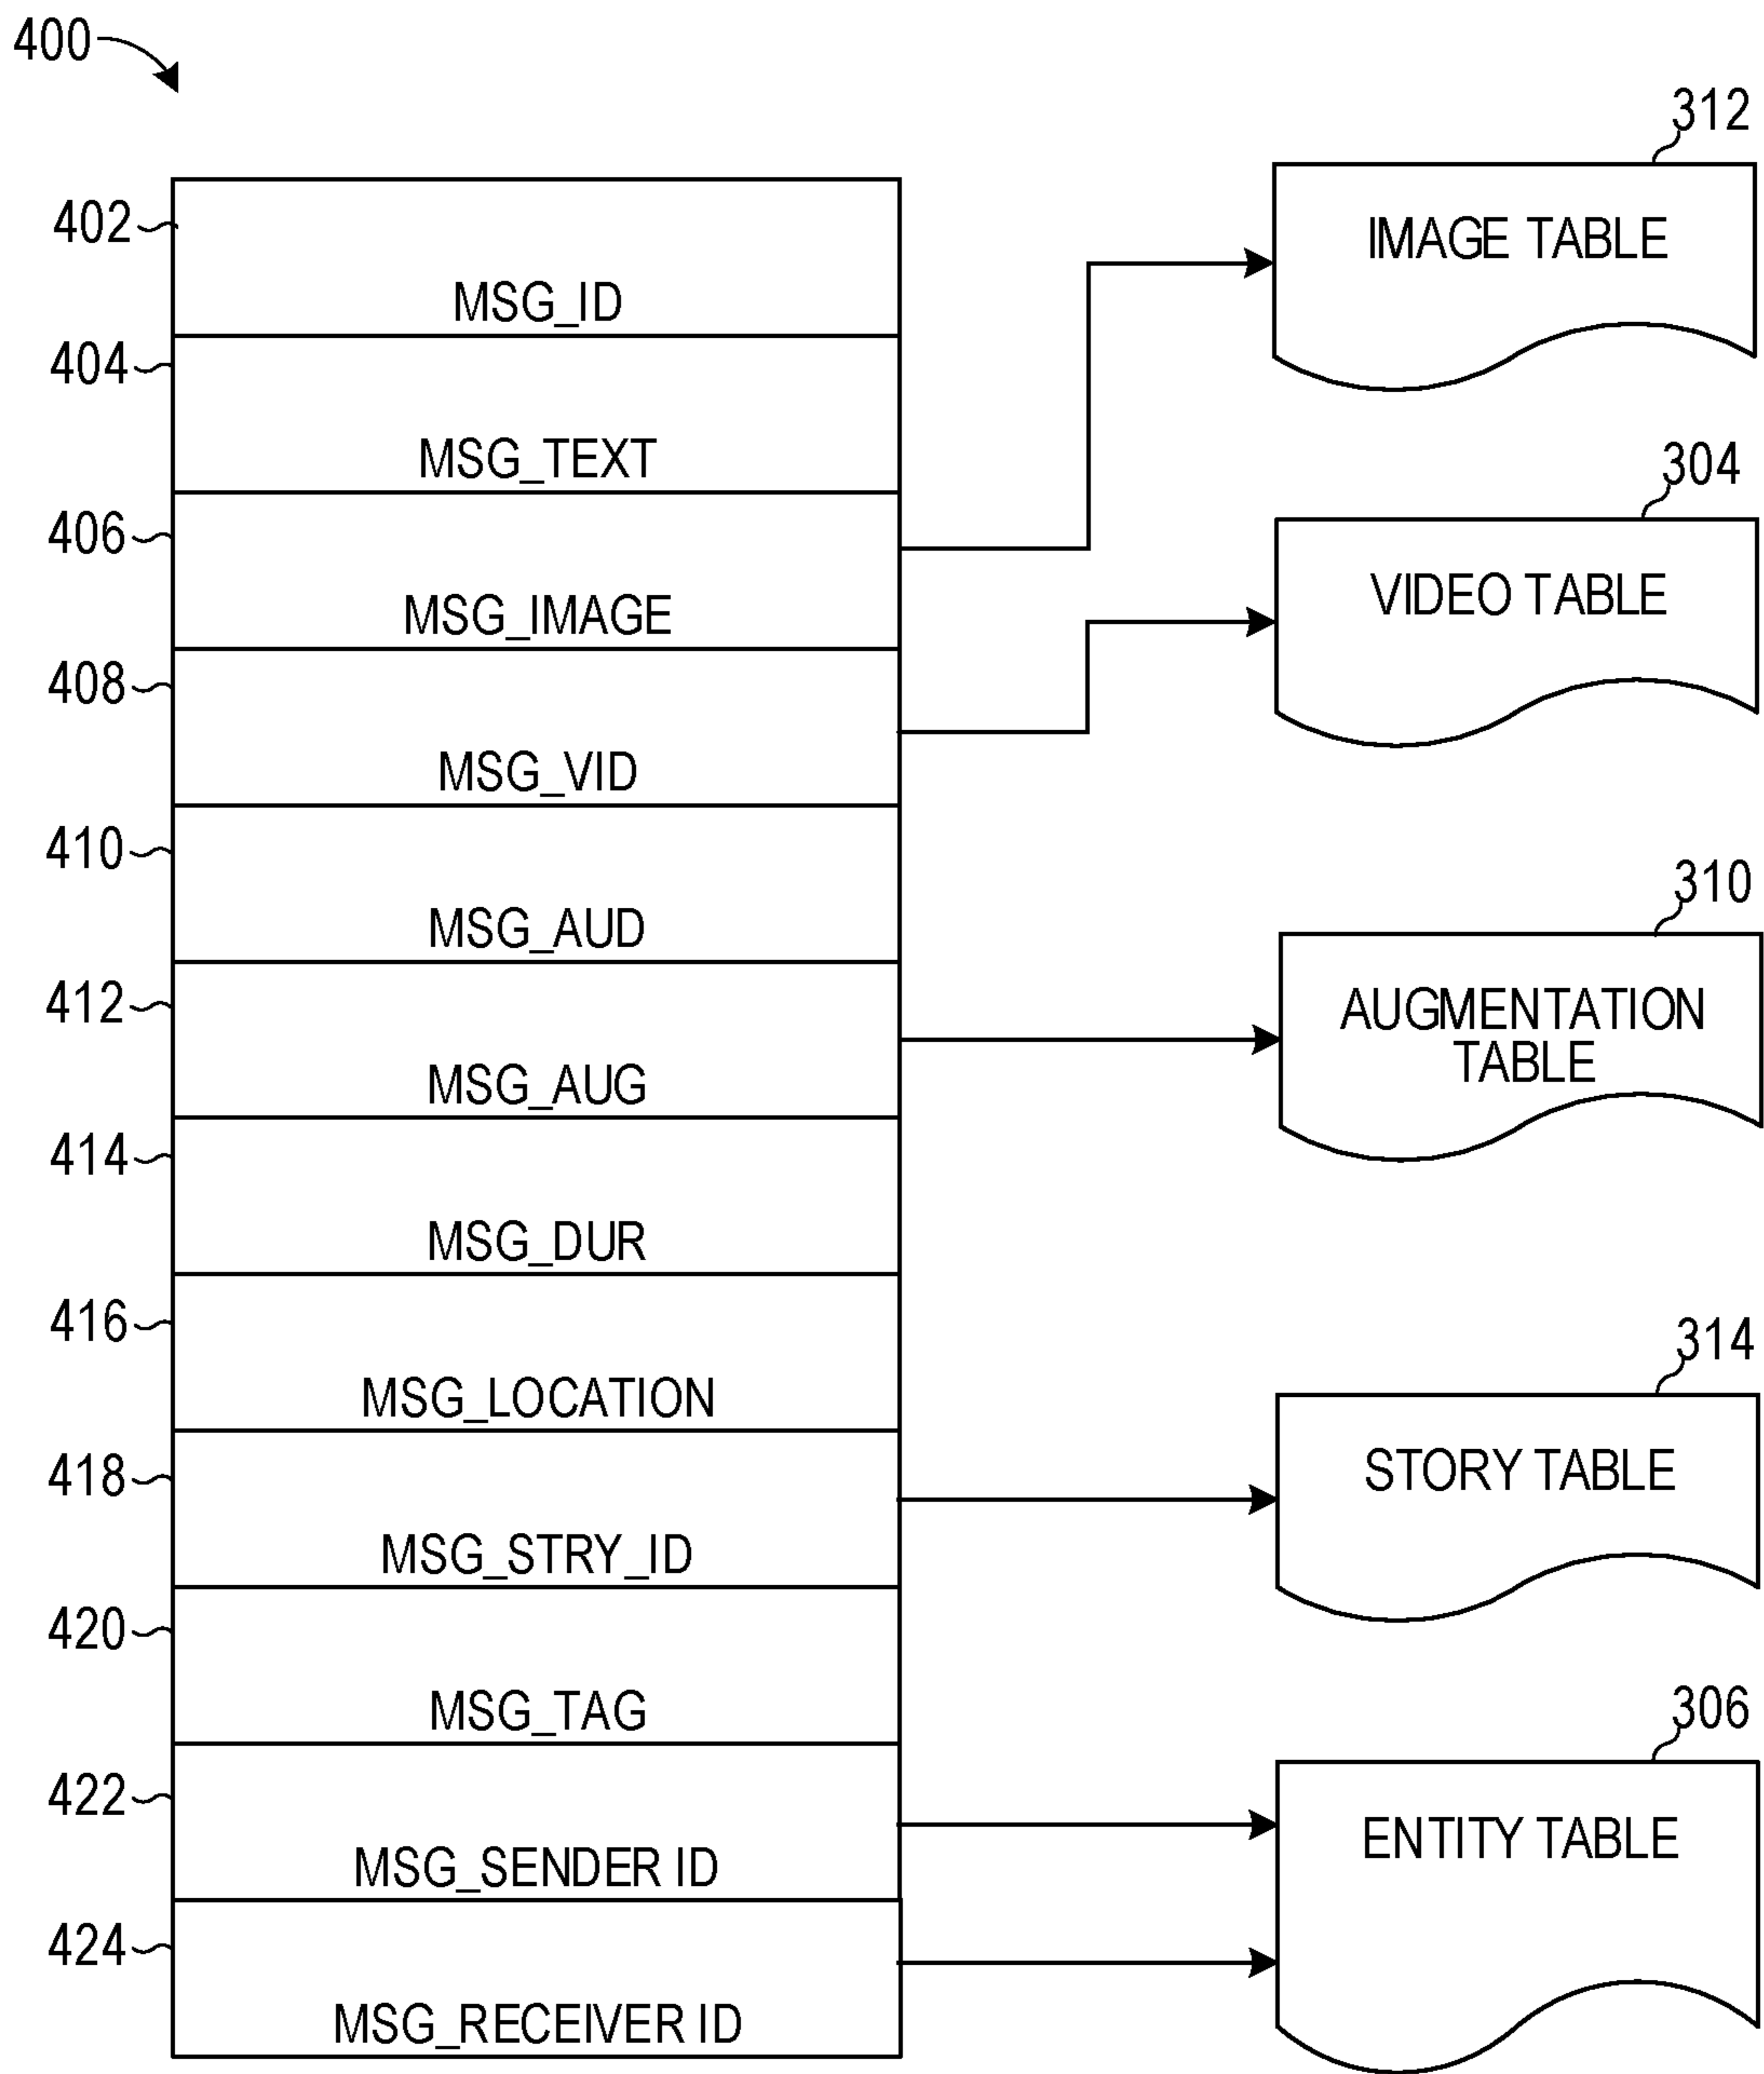 400
402
MSG_ID
404
MSG_TEXT
406
MSG_IMAGE
408
MSG_VID
410
MSG_AUD
412
MSG_AUG
414
MSG_DUR
416
MSG_LOCATION
418
MSG_STRY_ID
420
MSG_TAG
422
MSG_SENDER ID
424
MSG_RECEIVER ID
312
IMAGE TABLE
304
VIDEO TABLE
310
AUGMENTATION
TABLE
314
STORY TABLE
306
ENTITY TABLE